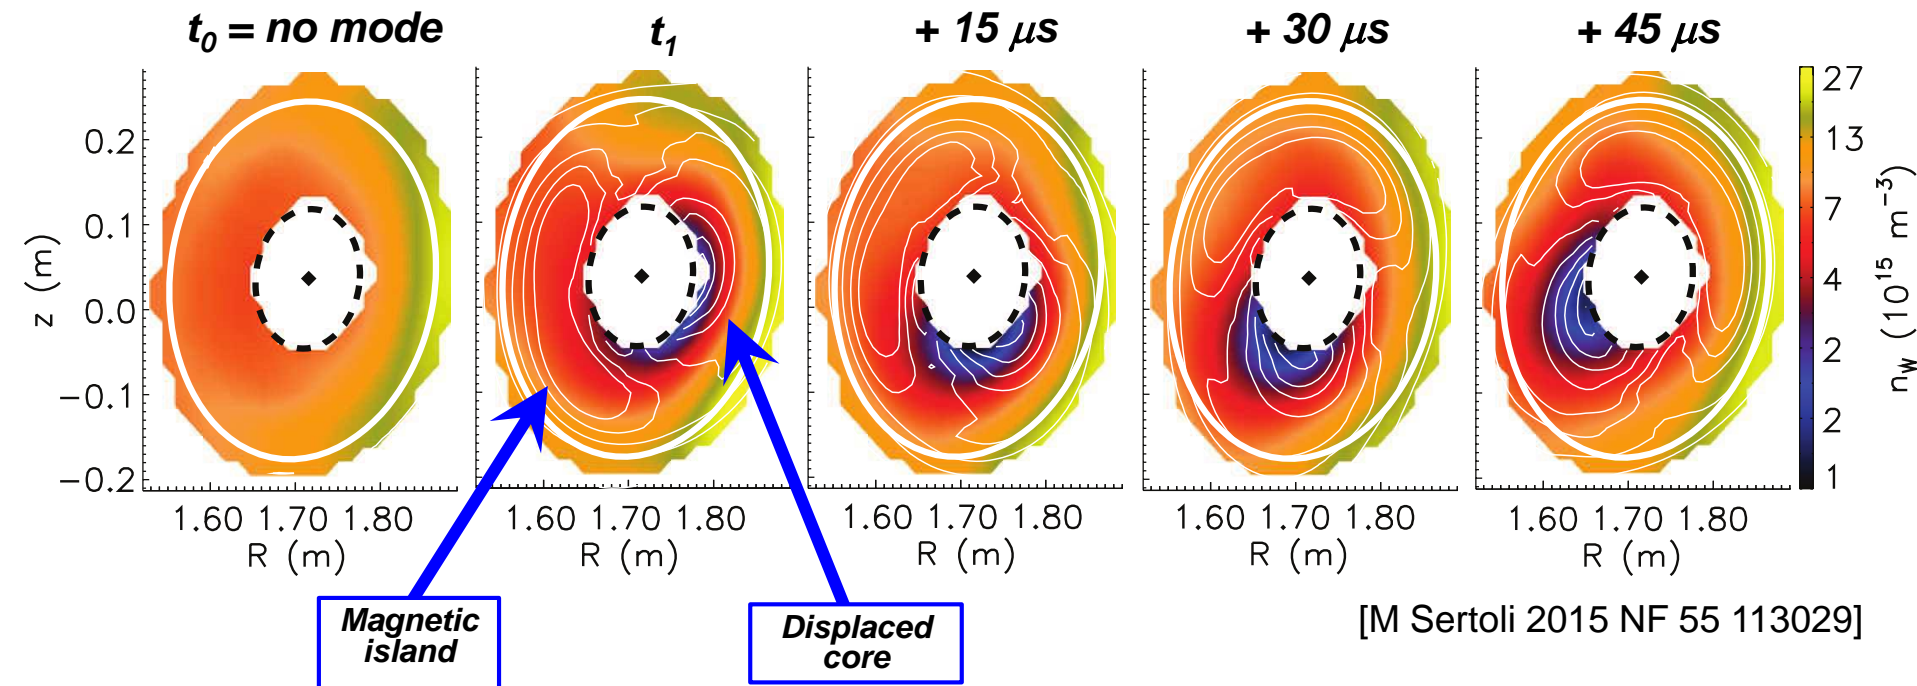 t₀ = no mode
t₁
+ 15 μs
+ 30 μs
+ 45 μs
0.2
0.1
0.0
−0.1
−0.2
z (m)
1.60 1.70 1.80
R (m)
1.60 1.70 1.80
R (m)
1.60 1.70 1.80
R (m)
1.60 1.70 1.80
R (m)
1.60 1.70 1.80
R (m)
27
13
7
4
2
2
1
n_W (10¹⁵ m⁻³)
Magnetic
island
Displaced
core
[M Sertoli 2015 NF 55 113029]